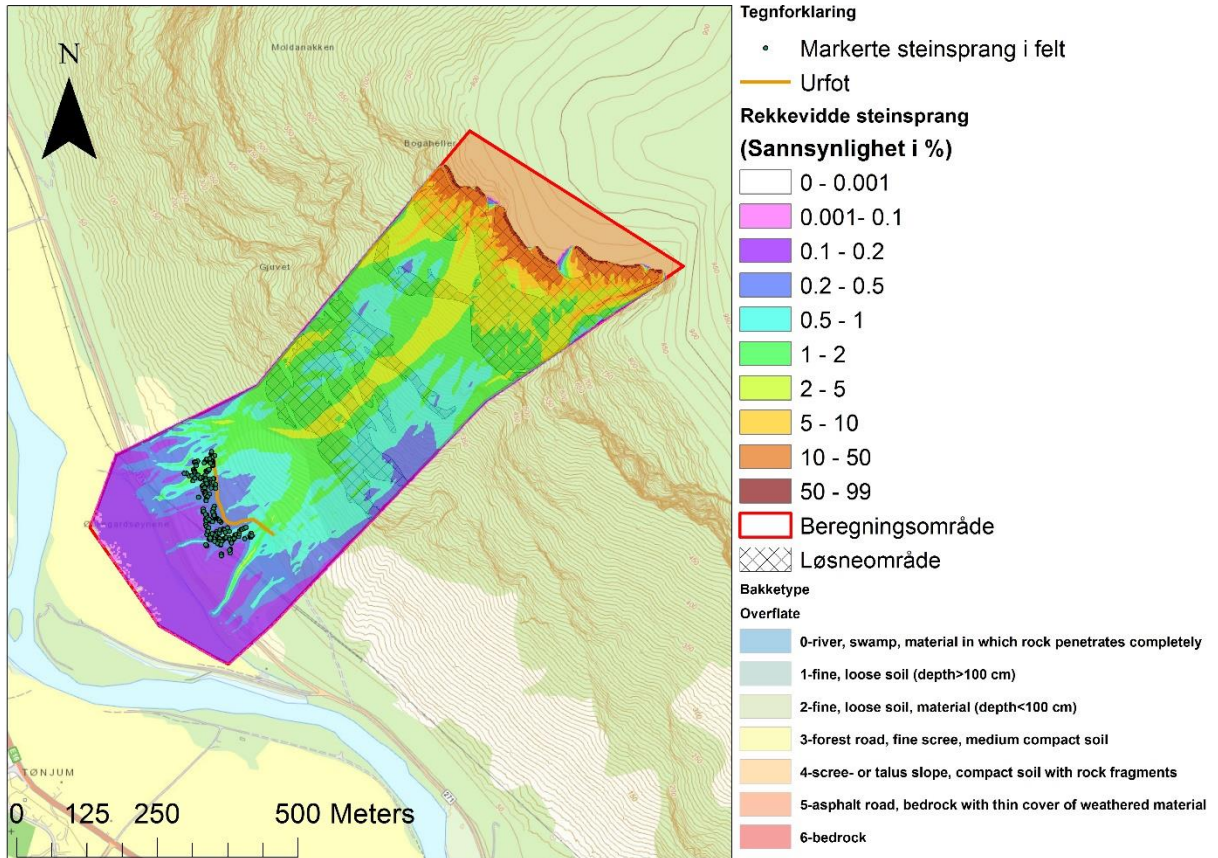 N
Moldanakken
Bogaheller
Gjuvet
TØNJUM
271
0 125 250 500 Meters
Tegnforklaring
Markerte steinsprang i felt
Urfot
Rekkevidde steinsprang
(Sannsynlighet i %)
0 - 0.001
0.001- 0.1
0.1 - 0.2
0.2 - 0.5
0.5 - 1
1 - 2
2 - 5
5 - 10
10 - 50
50 - 99
Beregningsområde
Løsneområde
Bakketype
Overflate
0-river, swamp, material in which rock penetrates completely
1-fine, loose soil (depth>100 cm)
2-fine, loose soil, material (depth<100 cm)
3-forest road, fine scree, medium compact soil
4-scree- or talus slope, compact soil with rock fragments
5-asphalt road, bedrock with thin cover of weathered material
6-bedrock